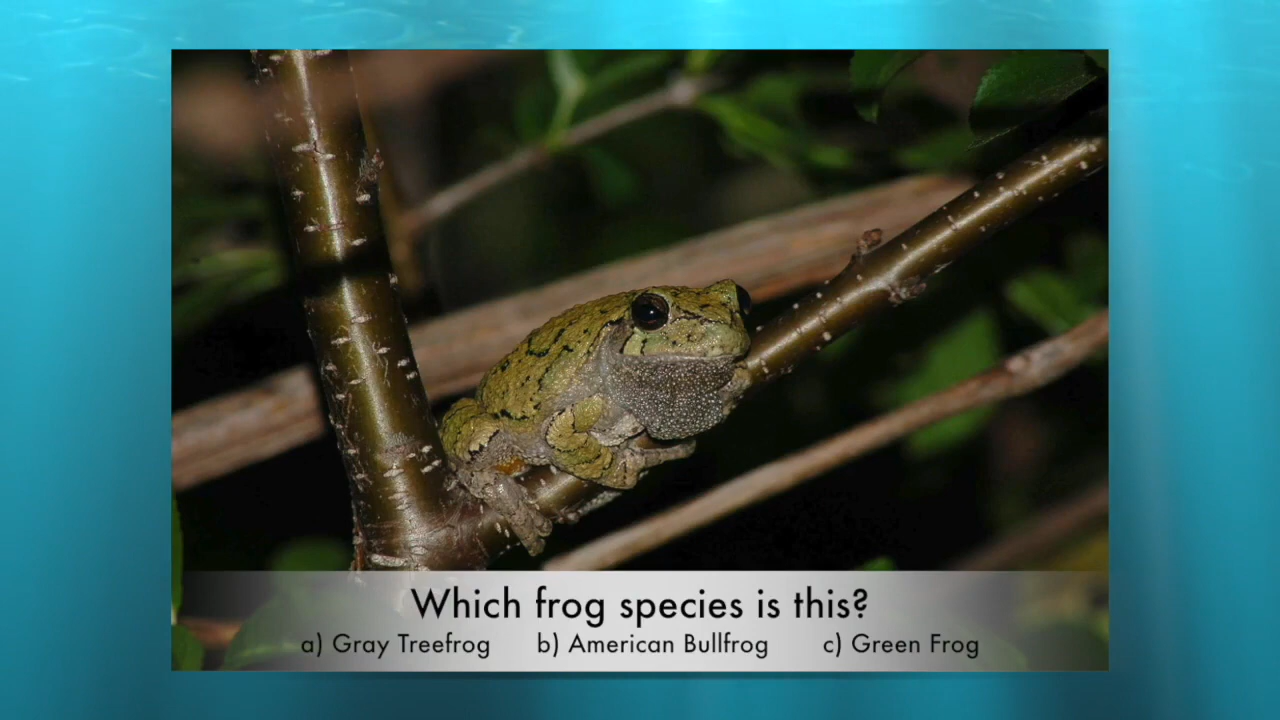 Which frog species is this?
a) Gray Treefrog b) American Bullfrog c) Green Frog